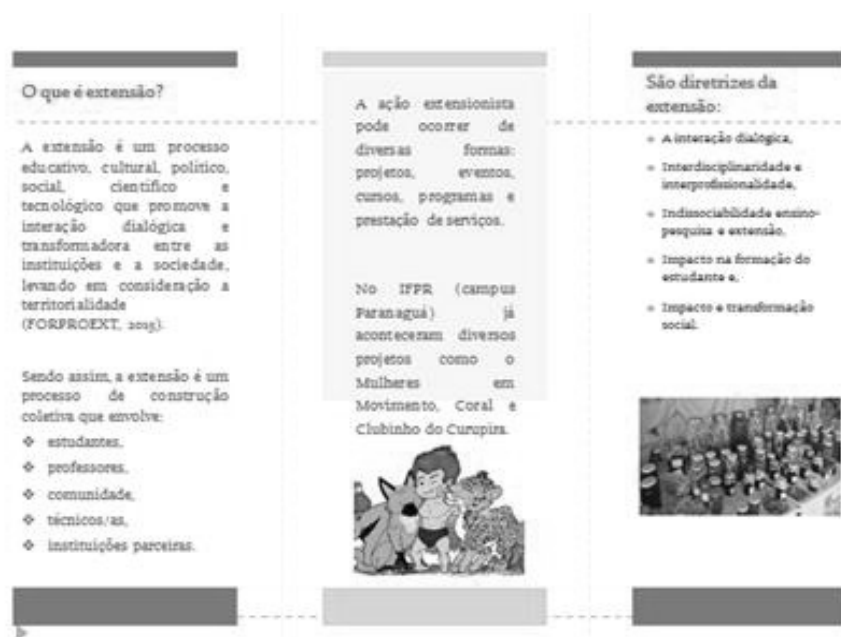 O que é extensão?
A extensão é um processo
educativo, cultural, político,
social, científico e
tecnológico que promove a
interação dialógica e
transformadora entre as
instituições e a sociedade,
levando em consideração a
territorialidade
(FORPROEXT, 2015).
Sendo assim, a extensão é um
processo de construção
coletiva que envolve:
❖ estudantes,
❖ professores,
❖ comunidade,
❖ técnicos/as,
❖ instituições parceiras.
A ação extensionista
pode ocorrer de
diversas formas:
projetos, eventos,
cursos, programas e
prestação de serviços.
No IFPR (campus
Paranaguá) já
aconteceram diversos
projetos como o
Mulheres em
Movimento, Coral e
Clubinho do Curupira.
São diretrizes da
extensão:
A interação dialógica,
Interdisciplinaridade e
interprofissionalidade,
Indissociabilidade ensino-
pesquisa e extensão,
Impacto na formação do
estudante e,
Impacto e transformação
social.